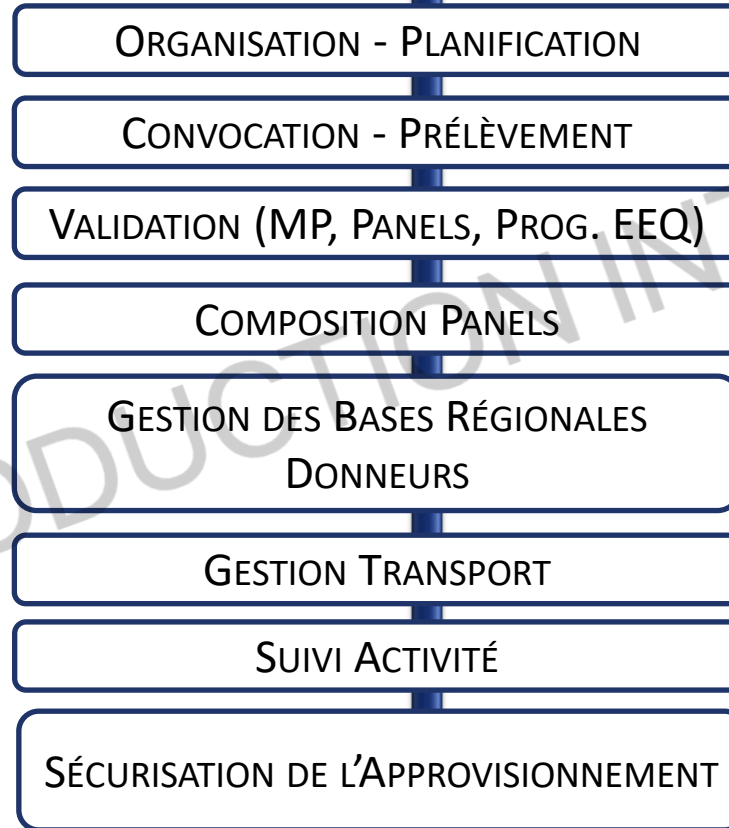 ORGANISATION - PLANIFICATION
CONVOCATION - PRÉLÈVEMENT
VALIDATION (MP, PANELS, PROG. EEQ)
COMPOSITION PANELS
GESTION DES BASES RÉGIONALES
DONNEURS
GESTION TRANSPORT
SUIVI ACTIVITÉ
SÉCURISATION DE L’APPROVISIONNEMENT